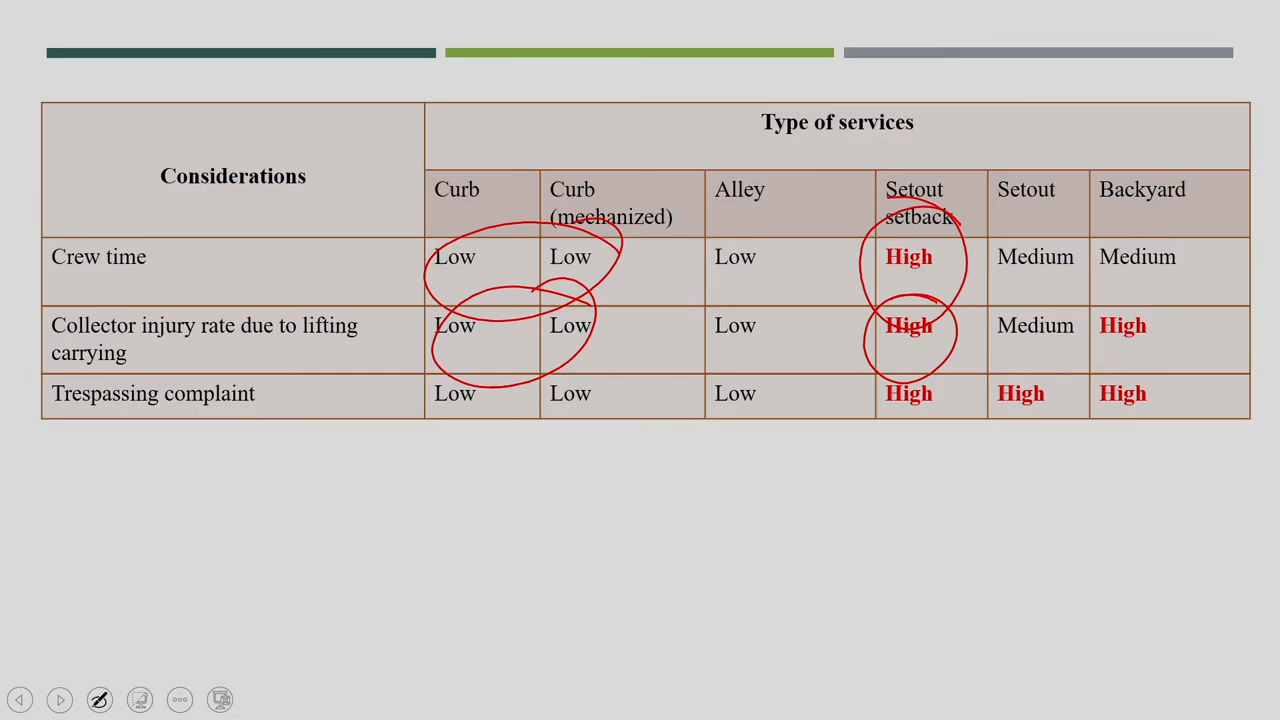 Considerations
Type of services
Curb
Curb
(mechanized)
Alley
Setout
setback
Setout
Backyard
Crew time
Low
Low
Low
High
Medium
Medium
Collector injury rate due to lifting
carrying
Low
Low
Low
High
Medium
High
Trespassing complaint
Low
Low
Low
High
High
High